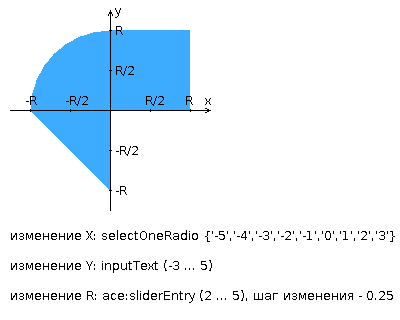 y
R
R/2
-R -R/2 R/2 R x
-R/2
-R
изменение X: selectOneRadio {'-5','-4','-3','-2','-1','0','1','2','3'}
изменение Y: inputText (-3 ... 5)
изменение R: ace:sliderEntry (2 ... 5), шаг изменения - 0.25